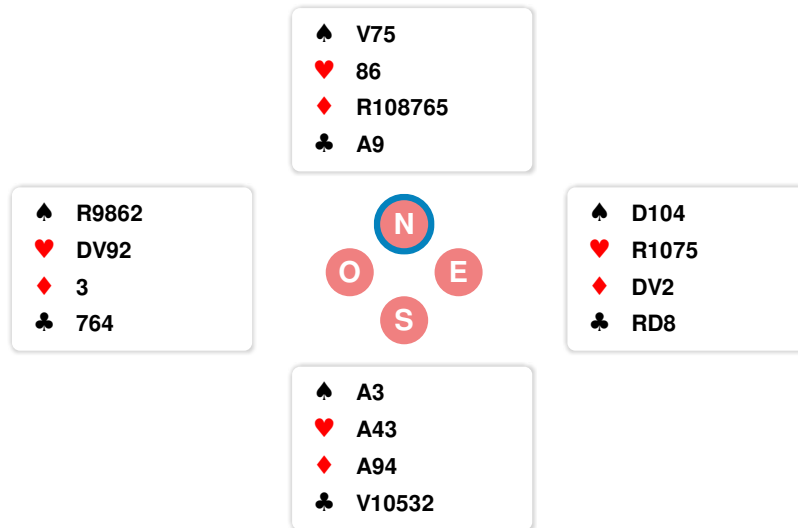 ♠ V75
♥ 86
♦ R108765
♣ A9
♠ R9862
♥ DV92
♦ 3
♣ 764
N
O E
S
♠ D104
♥ R1075
♦ DV2
♣ RD8
♠ A3
♥ A43
♦ A94
♣ V10532